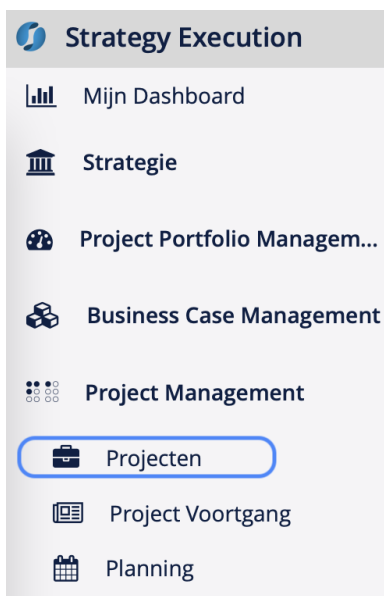 Strategy Execution
Mijn Dashboard
Strategie
Project Portfolio Managem...
Business Case Management
Project Management
Projecten
Project Voortgang
Planning